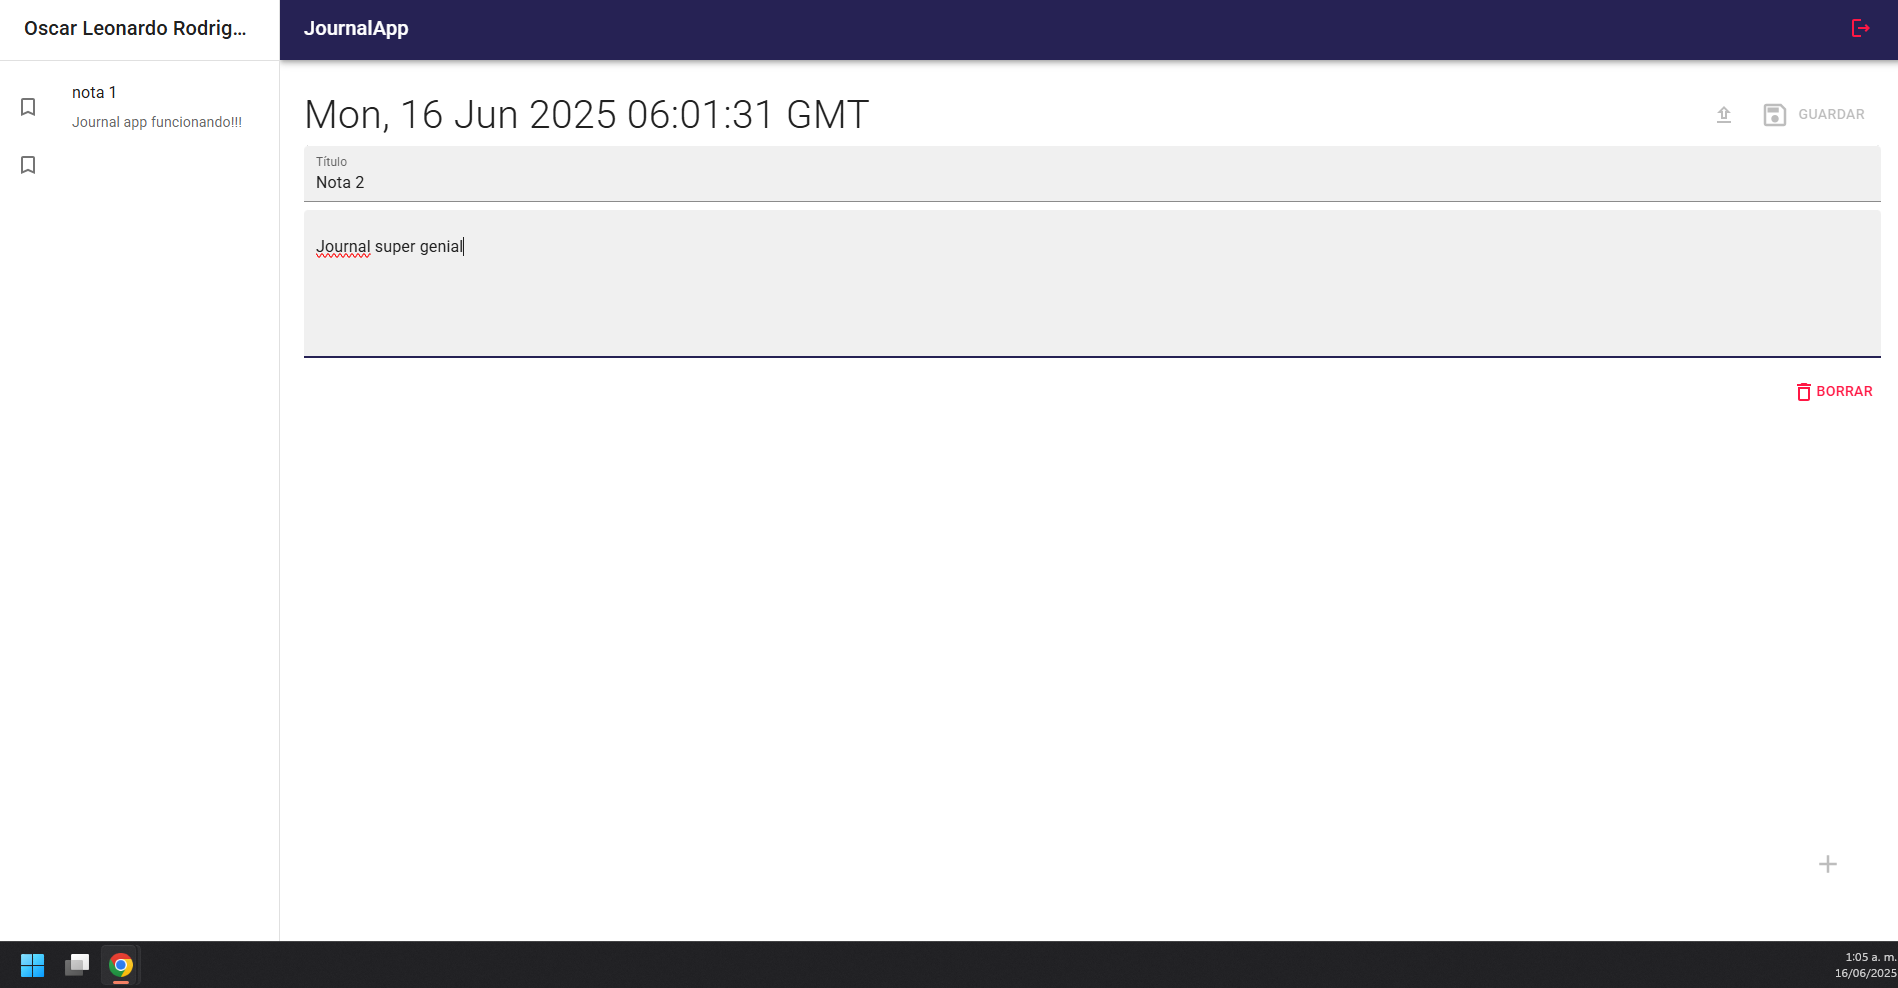 Oscar Leonardo Rodrig...
JournalApp
nota 1
Journal app funcionando!!!
Mon, 16 Jun 2025 06:01:31 GMT
GUARDAR
Título
Nota 2
Journal super genial
BORRAR
1:05 a. m.
16/06/2025